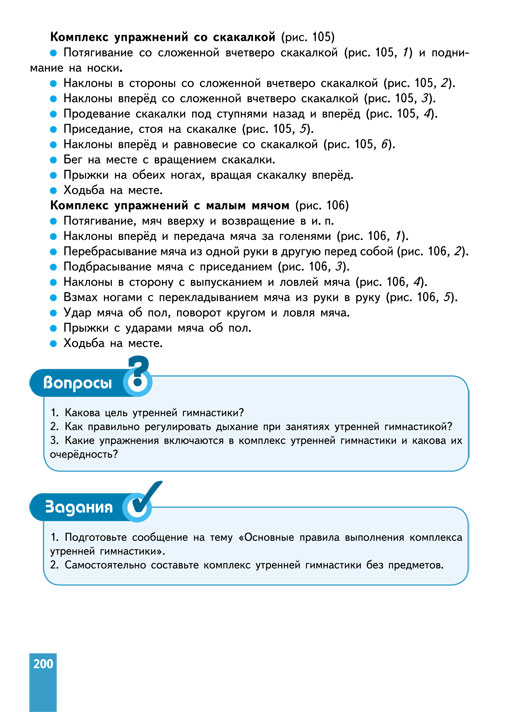 Комплекс упражнений со скакалкой (рис. 105)
● Потягивание со сложенной вчетверо скакалкой (рис. 105, 1) и подни-
мание на носки.
● Наклоны в стороны со сложенной вчетверо скакалкой (рис. 105, 2).
● Наклоны вперёд со сложенной вчетверо скакалкой (рис. 105, 3).
● Продевание скакалки под ступнями назад и вперёд (рис. 105, 4).
● Приседание, стоя на скакалке (рис. 105, 5).
● Наклоны вперёд и равновесие со скакалкой (рис. 105, 6).
● Бег на месте с вращением скакалки.
● Прыжки на обеих ногах, вращая скакалку вперёд.
● Ходьба на месте.
Комплекс упражнений с малым мячом (рис. 106)
● Потягивание, мяч вверху и возвращение в и. п.
● Наклоны вперёд и передача мяча за голенями (рис. 106, 1).
● Перебрасывание мяча из одной руки в другую перед собой (рис. 106, 2).
● Подбрасывание мяча с приседанием (рис. 106, 3).
● Наклоны в сторону с выпусканием и ловлей мяча (рис. 106, 4).
● Взмах ногами с перекладыванием мяча из руки в руку (рис. 106, 5).
● Удар мяча об пол, поворот кругом и ловля мяча.
● Прыжки с ударами мяча об пол.
● Ходьба на месте.
Вопросы ?
1. Какова цель утренней гимнастики?
2. Как правильно регулировать дыхание при занятиях утренней гимнастикой?
3. Какие упражнения включаются в комплекс утренней гимнастики и какова их
очерёдность?
Задания
1. Подготовьте сообщение на тему «Основные правила выполнения комплекса
утренней гимнастики».
2. Самостоятельно составьте комплекс утренней гимнастики без предметов.
200